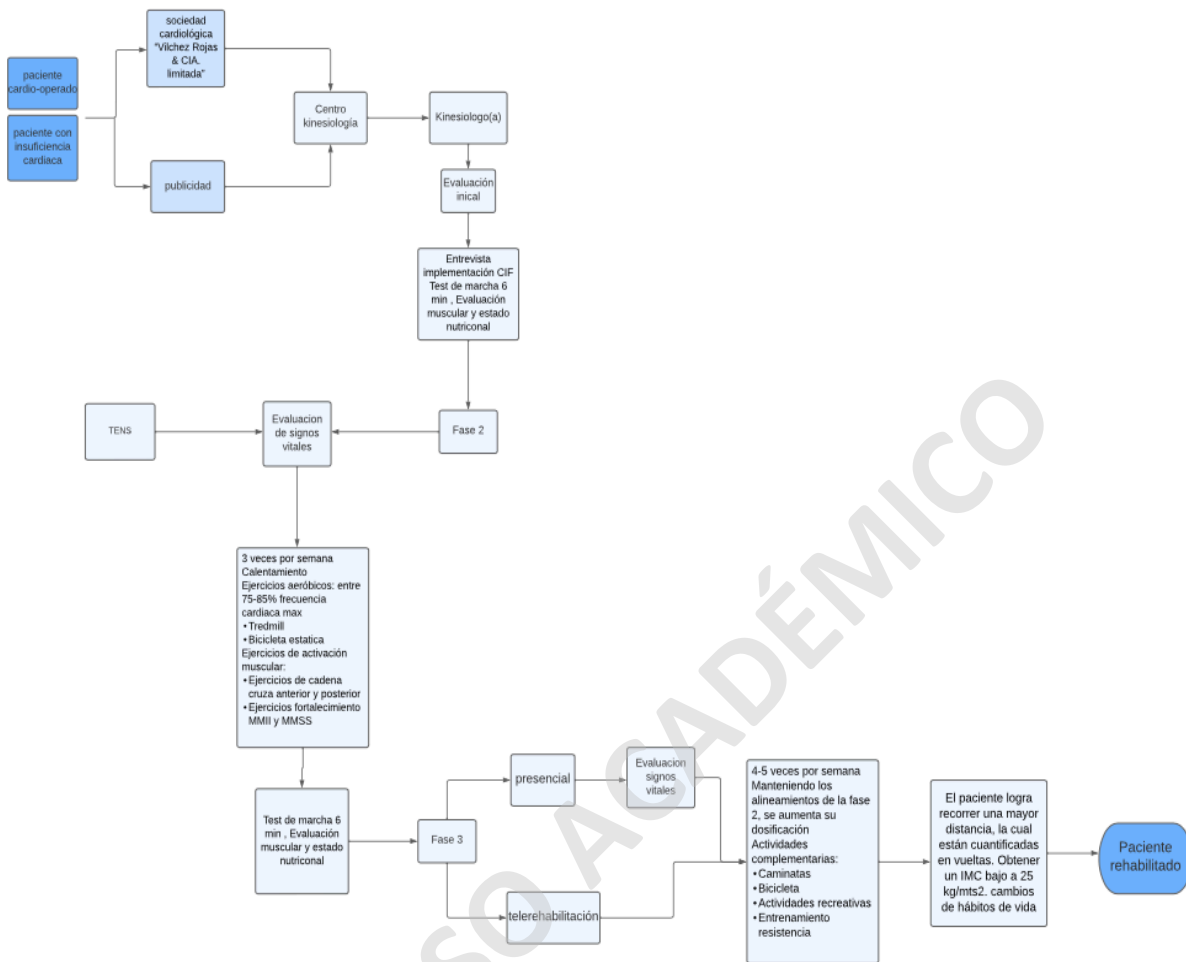 sociedad
cardiológica
"Vilchez Rojas
& CIA.
limitada"
paciente
cardio-operado
paciente con
insuficiencia
cardiaca
publicidad
Centro
kinesiología
Kinesiologo(a)
Evaluación
inical
Entrevista
implementación CIF
Test de marcha 6
min , Evaluación
muscular y estado
nutriconal
Fase 2
Evaluacion
de signos
vitales
TENS
3 veces por semana
Calentamiento
Ejercicios aeróbicos: entre
75-85% frecuencia
cardiaca max
• Tredmill
• Bicicleta estatica
Ejercicios de activación
muscular:
• Ejercicios de cadena
cruza anterior y posterior
• Ejercicios fortalecimiento
MMII y MMSS
Test de marcha 6
min , Evaluación
muscular y estado
nutriconal
Fase 3
presencial
Evaluacion
signos
vitales
telerehabilitación
4-5 veces por semana
Manteniendo los
alineamientos de la fase
2, se aumenta su
dosificación
Actividades
complementarias:
• Caminatas
• Bicicleta
• Actividades recreativas
• Entrenamiento
resistencia
El paciente logra
recorrer una mayor
distancia, la cual
están cuantificadas
en vueltas. Obtener
un IMC bajo a 25
kg/mts2. cambios
de hábitos de vida
Paciente
rehabilitado
SO ACADÉMICO